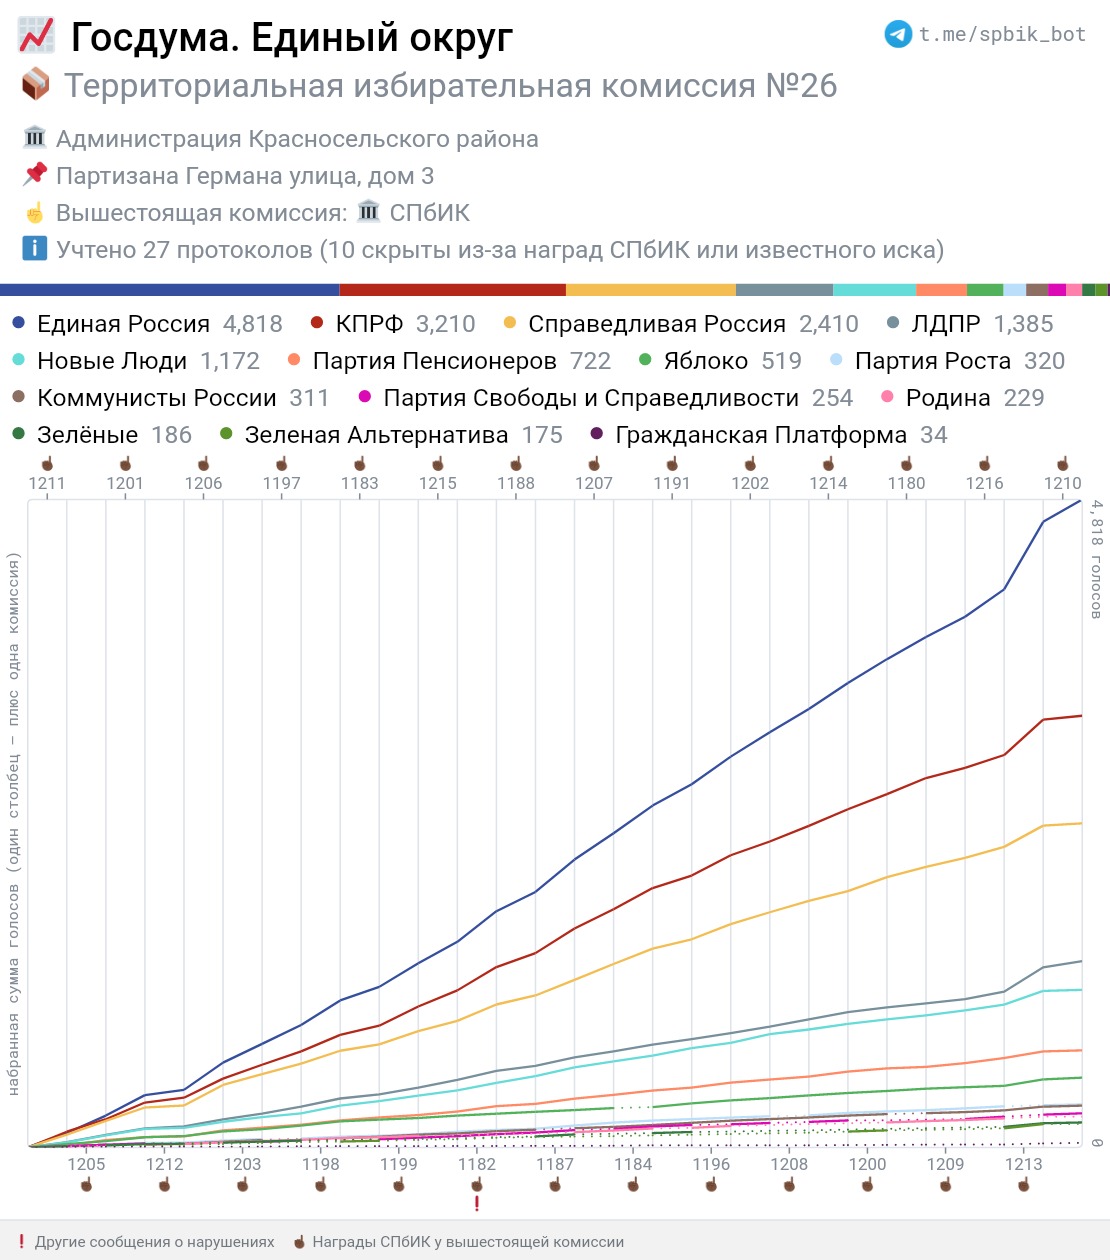 Госдума. Единый округ
t.me/spbik_bot
Территориальная избирательная комиссия №26
Администрация Красносельского района
Партизана Германа улица, дом 3
Вышестоящая комиссия: СПбИК
Учтено 27 протоколов (10 скрыты из-за наград СПбИК или известного иска)
Единая Россия 4,818 КПРФ 3,210 Справедливая Россия 2,410 ЛДПР 1,385
Новые Люди 1,172 Партия Пенсионеров 722 Яблоко 519 Партия Роста 320
Коммунисты России 311 Партия Свободы и Справедливости 254 Родина 229
Зелёные 186 Зеленая Альтернатива 175 Гражданская Платформа 34
1211 1201 1206 1197 1183 1215 1188 1207 1191 1202 1214 1180 1216 1210
4,818 голосов
набранная сумма голосов (один столбец — плюс одна комиссия)
0
1205 1212 1203 1198 1199 1182 1187 1184 1196 1208 1200 1209 1213
Другие сообщения о нарушениях Награды СПбИК у вышестоящей комиссии